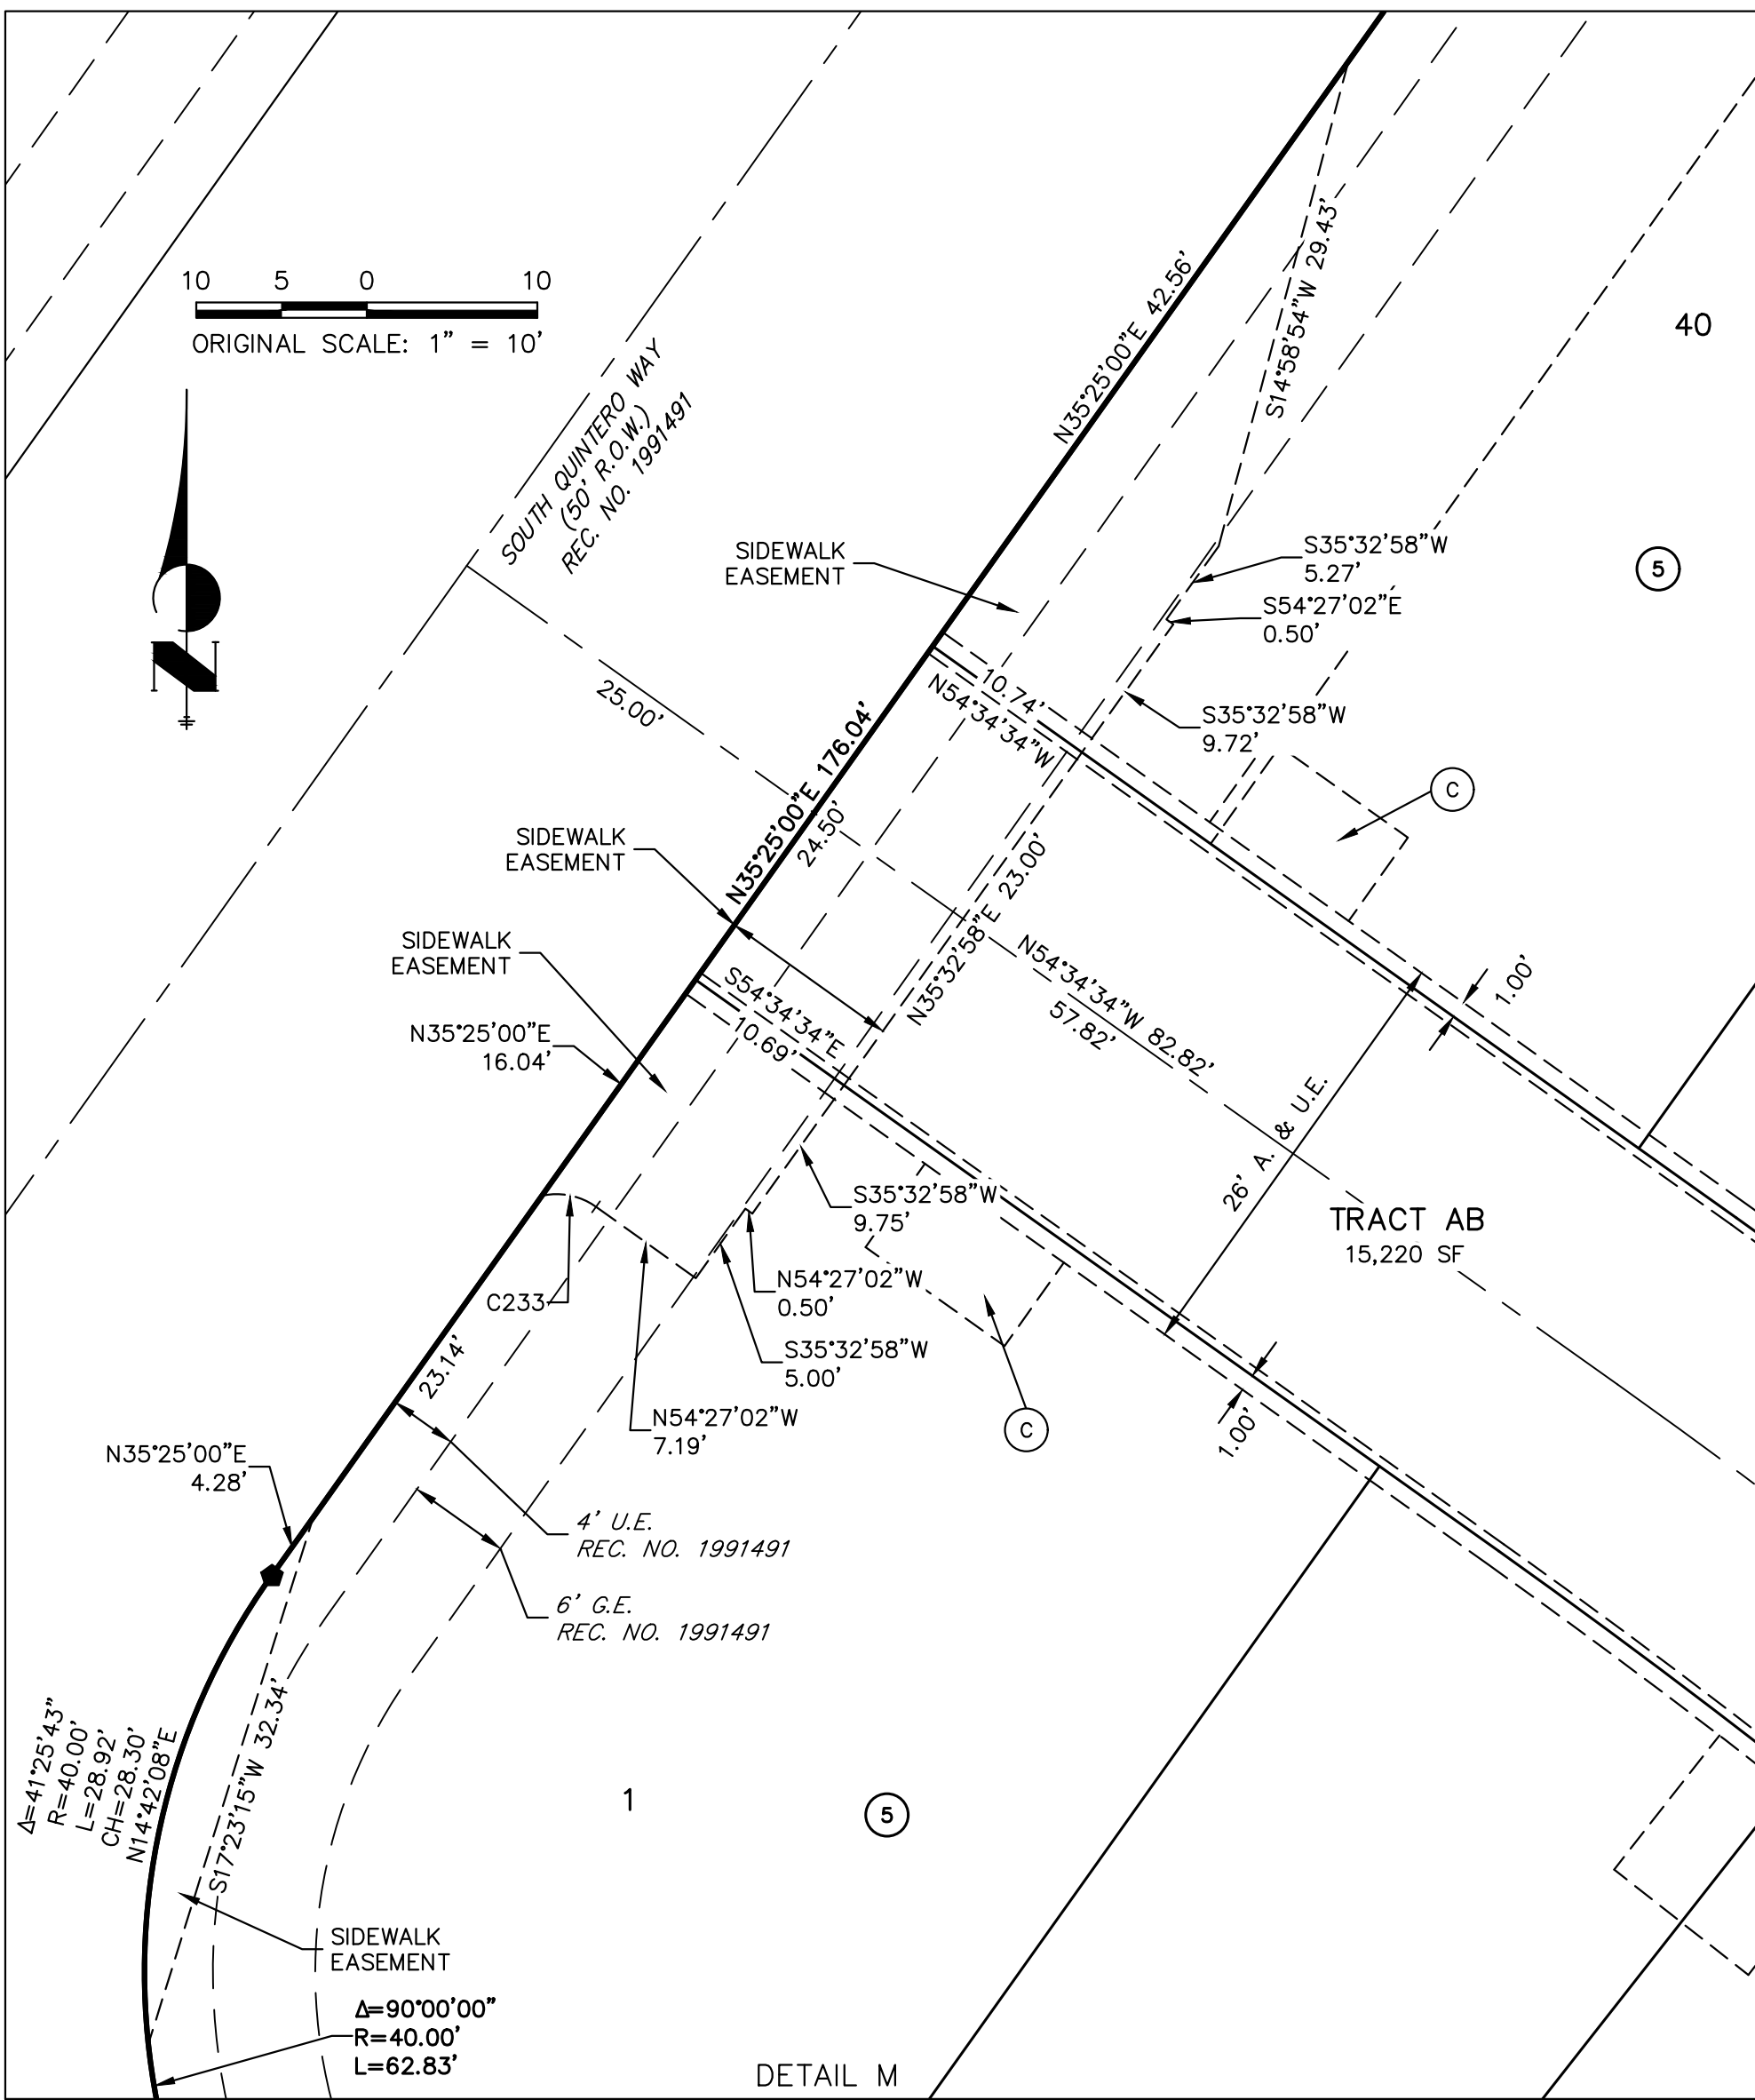 10 5 0 10
ORIGINAL SCALE: 1" = 10'
N
SOUTH QUINTERO WAY
(50' R.O.W.)
REC. NO. 1991491
N35°25'00"E 42.56'
S14°58'54"W 29.43'
40
5
SIDEWALK
EASEMENT
S35°32'58"W
5.27'
S54°27'02"E
0.50'
25.00'
10.74'
N54°34'34"W
S35°32'58"W
9.72'
C
N35°25'00"E 176.04'
24.50'
SIDEWALK
EASEMENT
N35°32'58"E 23.00'
SIDEWALK
EASEMENT
S54°34'34"E
10.69'
N54°34'34"W 82.82'
57.82'
1.00'
N35°25'00"E
16.04'
26' A. & U.E.
S35°32'58"W
9.75'
TRACT AB
15,220 SF
C233
N54°27'02"W
0.50'
S35°32'58"W
5.00'
23.14'
N54°27'02"W
7.19'
C
1.00'
N35°25'00"E
4.28'
4' U.E.
REC. NO. 1991491
6' G.E.
REC. NO. 1991491
Δ=41°25'43"
R=40.00'
L=28.92'
CH=28.30'
N14°42'08"E
S17°23'15"W 32.34'
1
5
SIDEWALK
EASEMENT
Δ=90°00'00"
R=40.00'
L=62.83'
DETAIL M